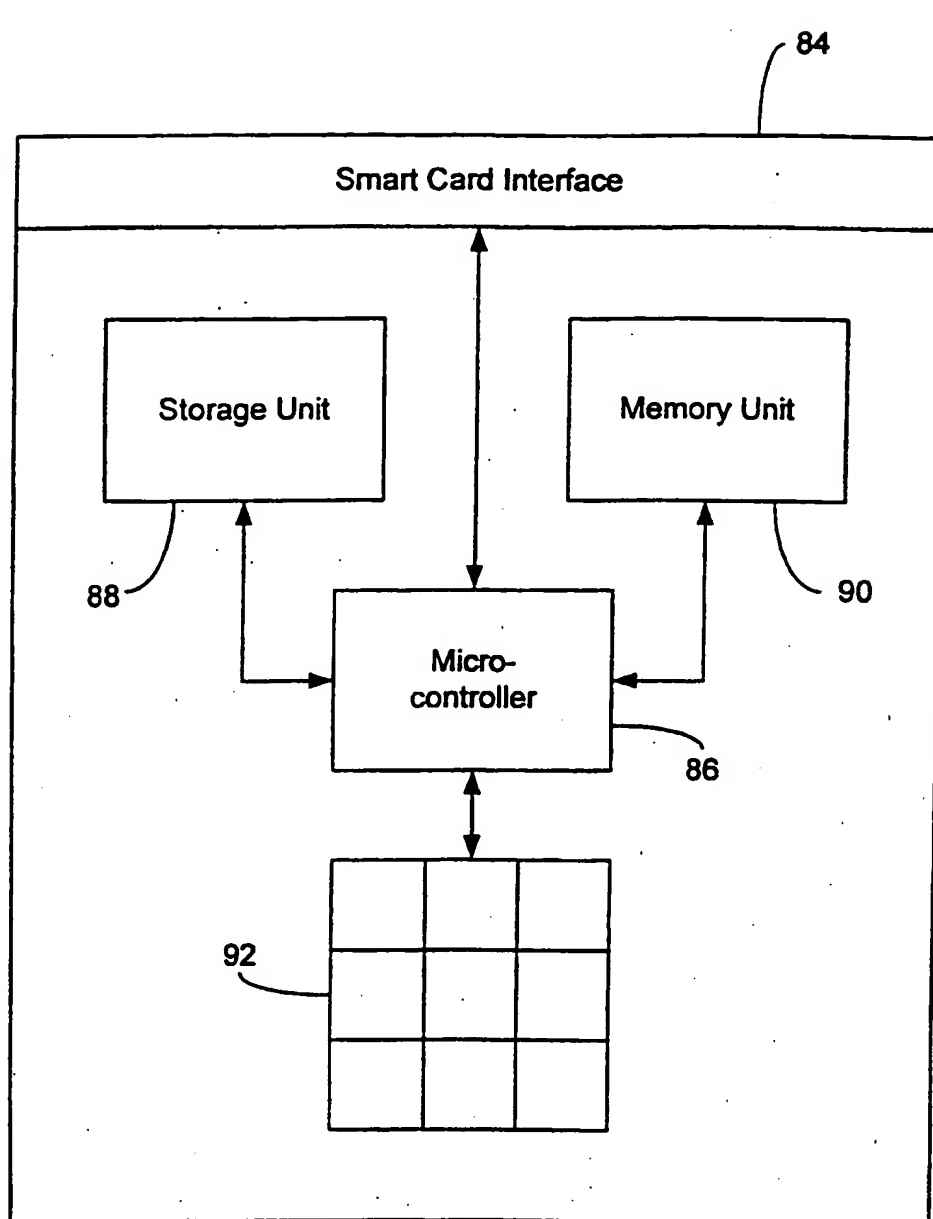 84
Smart Card Interface
Storage Unit
Memory Unit
88
90
Micro-
controller
86
92